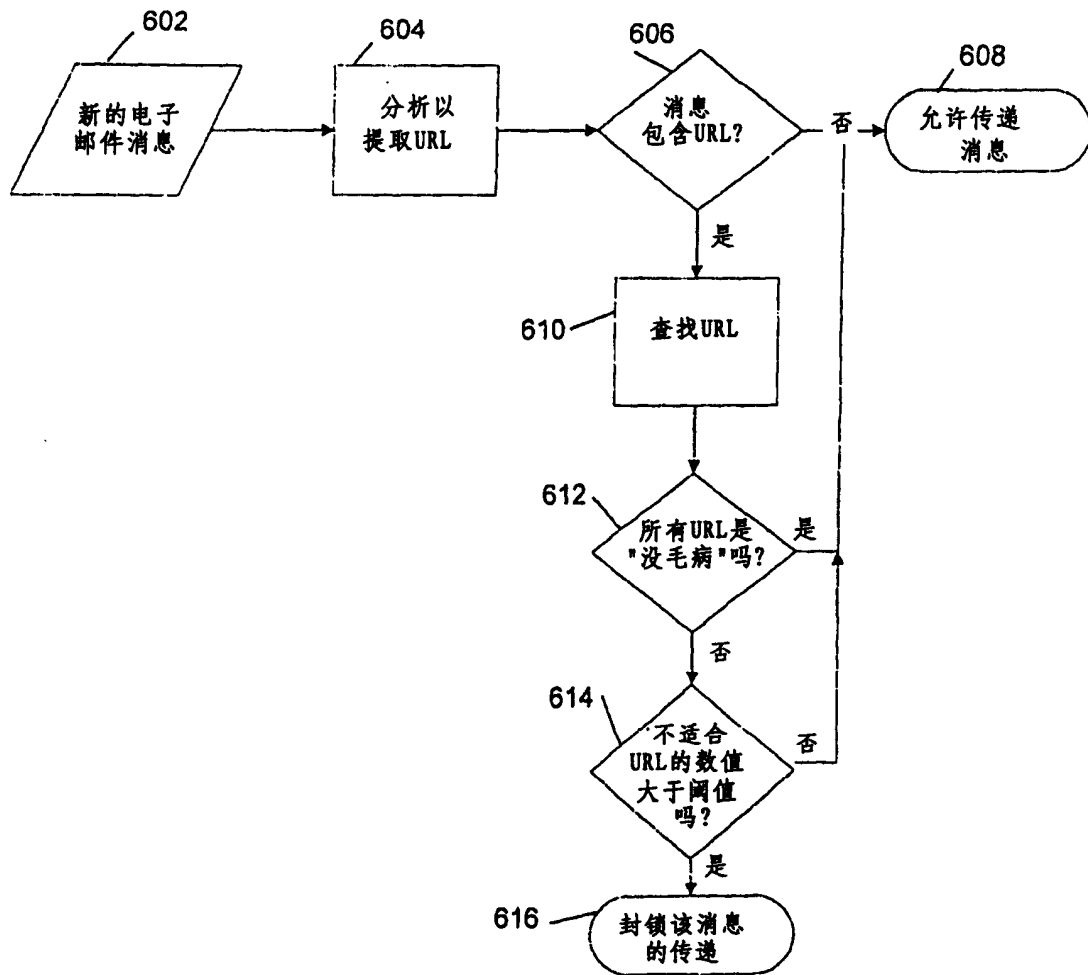 602
新的电子
邮件消息
604
分析以
提取URL
606
消息
包含URL?
否
608
允许传递
消息
是
610
查找URL
612
所有URL是
"没毛病"吗?
是
否
614
不适合
URL的数值
大于阈值
吗?
否
是
616
封锁该消息
的传递